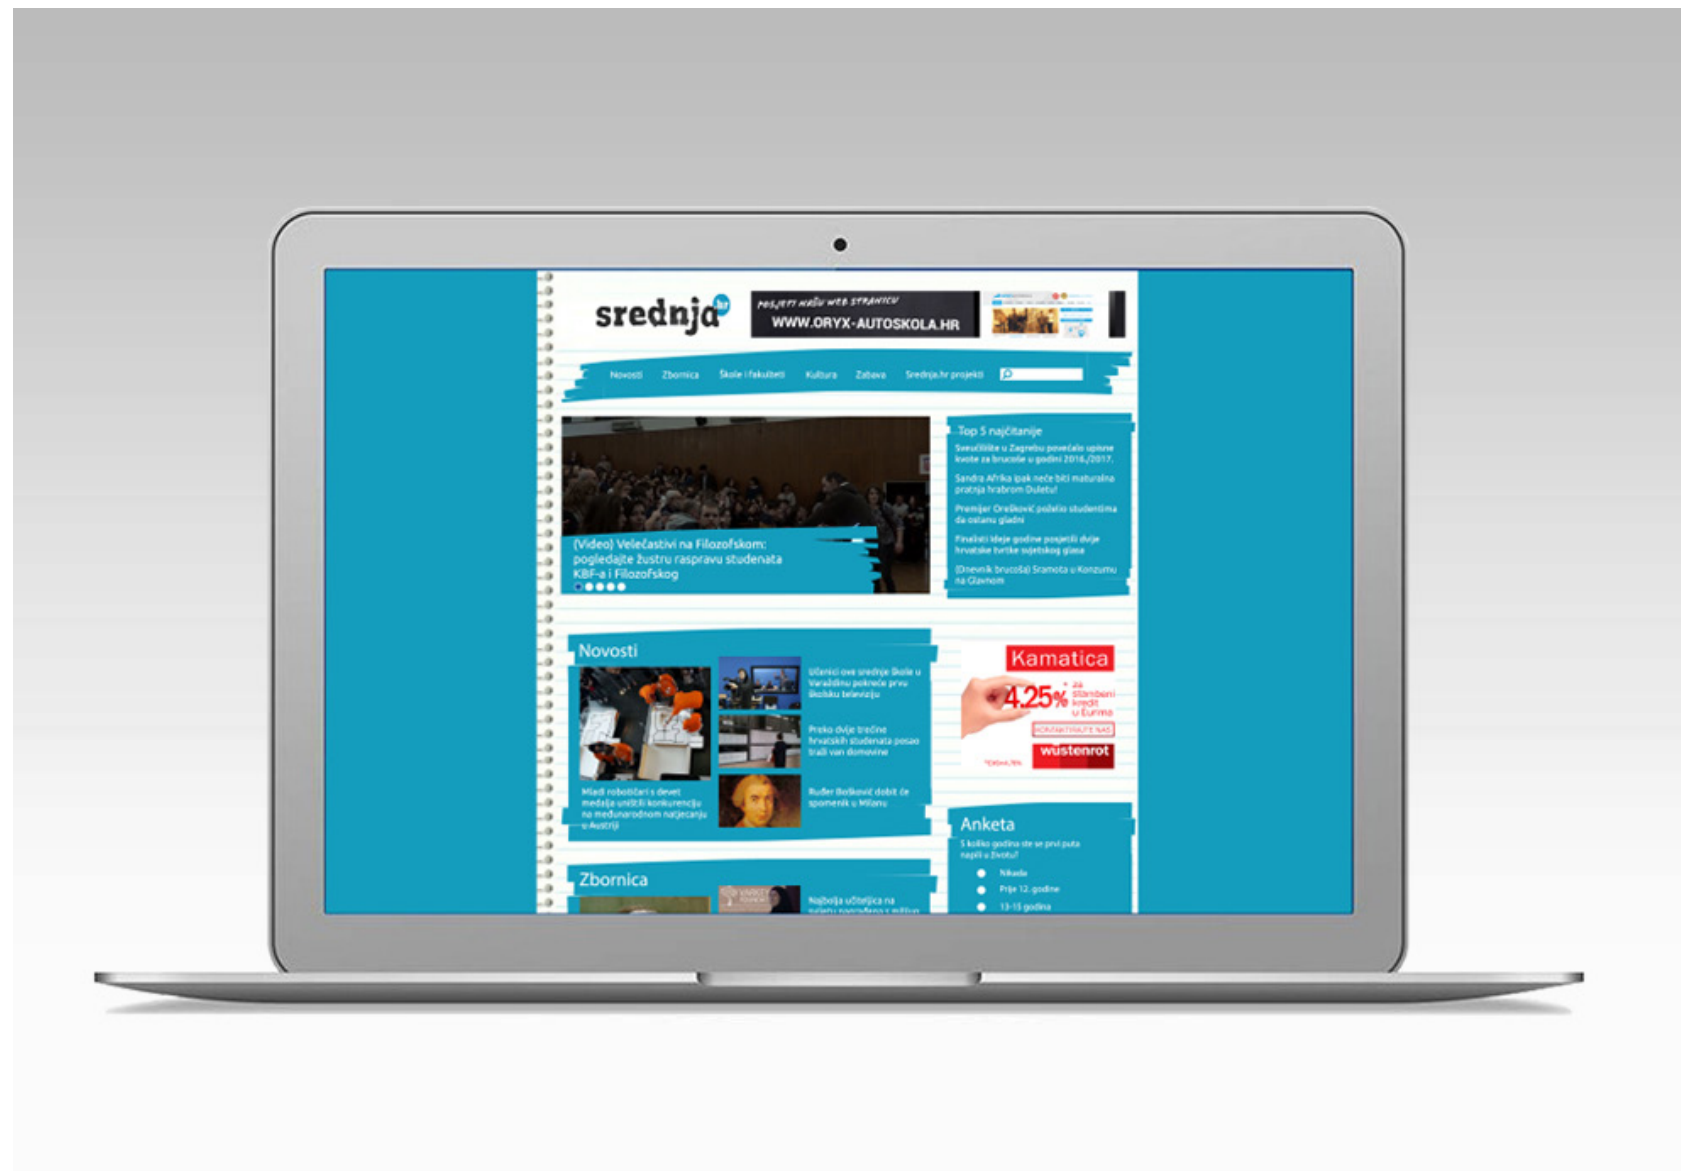 srednja hr
POSJETI NAŠU WEB STRANICU
WWW.ORYX-AUTOSKOLA.HR
Novosti Zbornica Škole i fakulteti Kultura Zabava Srednja.hr projekti
(Video) Velečastivi na Filozofskom:
pogledajte žustru raspravu studenata
KBF-a i Filozofskog
Top 5 najčitanije
Sveučilište u Zagrebu povećalo upisne
kvote za brucoše u godini 2016./2017.
Sandra Afrika ipak neće biti maturalna
pratnja hrabrom Duletu!
Premijer Orešković poželio studentima
da ostanu gladni
Finalisti Ideje godine posjetili dvije
hrvatske tvrtke svjetskog glasa
(Dnevnik brucoša) Sramota u Konzumu
na Glavnom
Novosti
Mladi robotičari s devet
medalja uništili konkurenciju
na međunarodnom natjecanju
u Austriji
Učenici ove srednje škole u
Varaždinu pokreće prvu
školsku televiziju
Preko dvije trećine
hrvatskih studenata posao
traži van domovine
Ruđer Bošković dobit će
spomenik u Milanu
Kamatica
4.25%* za
stambeni
kredit
u Eurima
KONTAKTIRAJTE NAS
wüstenrot
Anketa
S koliko godina ste se prvi puta
napili u životu?
Nikada
Prije 12. godine
13-15 godina
Zbornica
Najbolja učiteljica na
svijetu nagrađena s milijun